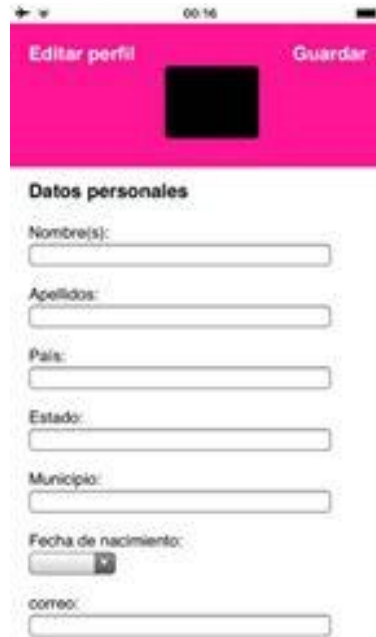 00:16
Editar perfil Guardar
Datos personales
Nombre(s):
Apellidos:
País:
Estado:
Municipio:
Fecha de nacimiento:
correo: